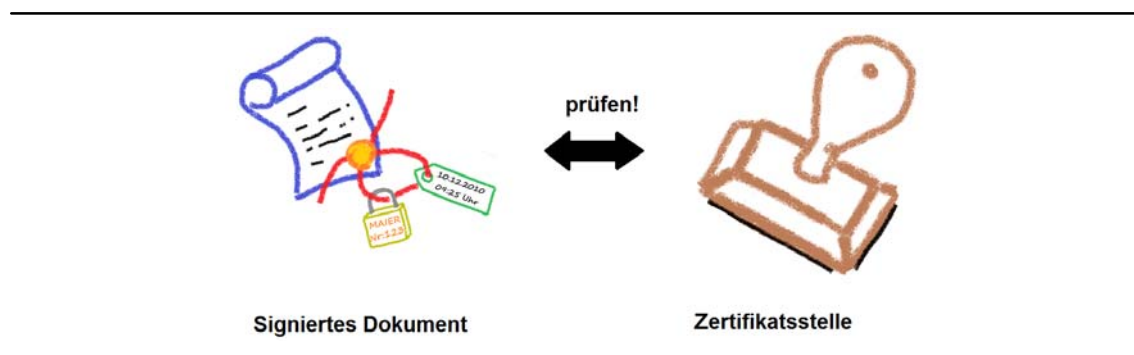 prüfen!
10.12.2010
09:25 Uhr
MAIER
Nr:123
Signiertes Dokument
Zertifikatsstelle